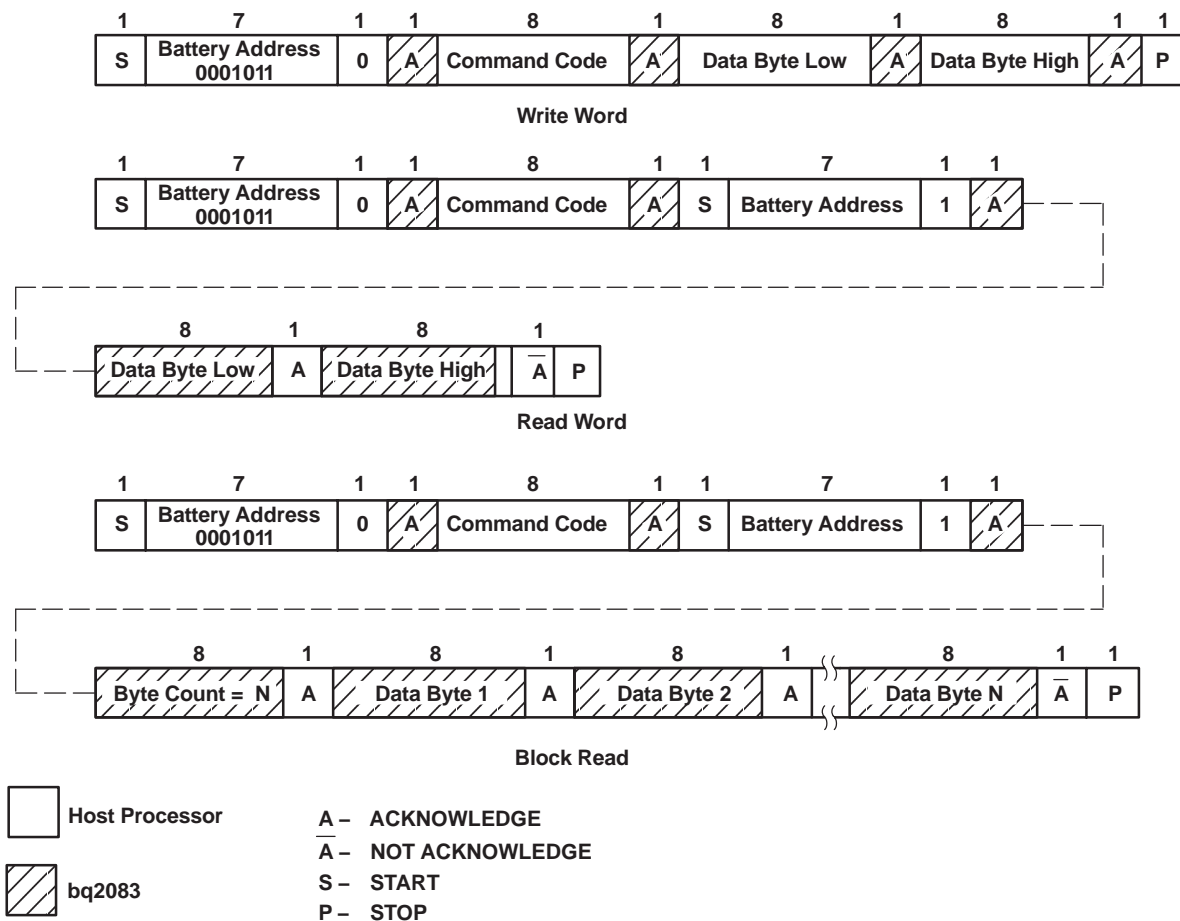 1 7 1 1 8 1 8 1 8 1 1
S Battery Address 0001011 0 A Command Code A Data Byte Low A Data Byte High A P
Write Word
1 7 1 1 8 1 1 7 1 1
S Battery Address 0001011 0 A Command Code A S Battery Address 1 A
8 1 8 1
Data Byte Low A Data Byte High A̅ P
Read Word
1 7 1 1 8 1 1 7 1 1
S Battery Address 0001011 0 A Command Code A S Battery Address 1 A
8 1 8 1 8 1 8 1 1
Byte Count = N A Data Byte 1 A Data Byte 2 A Data Byte N A̅ P
Block Read
Host Processor
bq2083
A – ACKNOWLEDGE
A̅ – NOT ACKNOWLEDGE
S – START
P – STOP